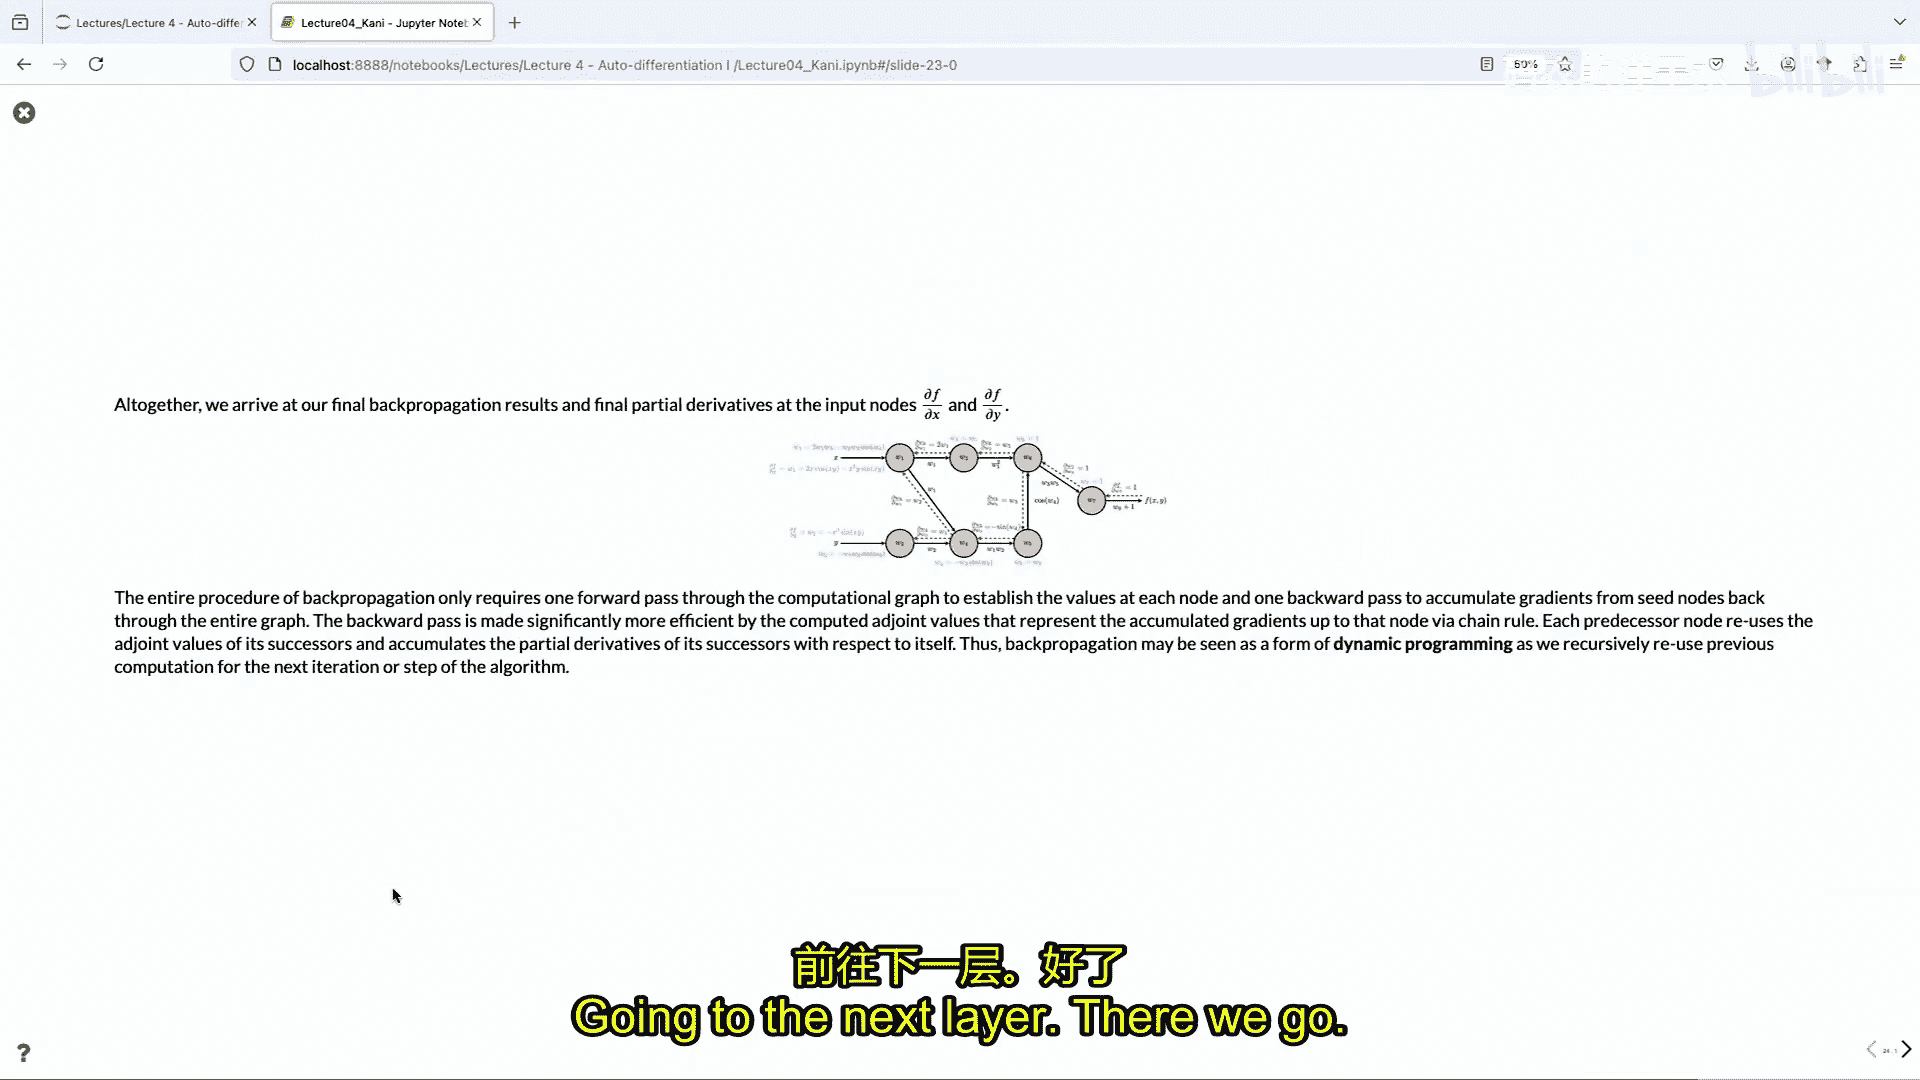 Lectures/Lecture 4 - Auto-differ
Lecture04_Kani - Jupyter Note
localhost:8888/notebooks/Lectures/Lecture 4 - Auto-differentiation I /Lecture04_Kani.ipynb#/slide-23-0
bilibili
Altogether, we arrive at our final backpropagation results and final partial derivatives at the input nodes ∂f/∂x and ∂f/∂y.
The entire procedure of backpropagation only requires one forward pass through the computational graph to establish the values at each node and one backward pass to accumulate gradients from seed nodes back
through the entire graph. The backward pass is made significantly more efficient by the computed adjoint values that represent the accumulated gradients up to that node via chain rule. Each predecessor node re-uses the
adjoint values of its successors and accumulates the partial derivatives of its successors with respect to itself. Thus, backpropagation may be seen as a form of dynamic programming as we recursively re-use previous
computation for the next iteration or step of the algorithm.
前往下一层。好了
Going to the next layer. There we go.
?